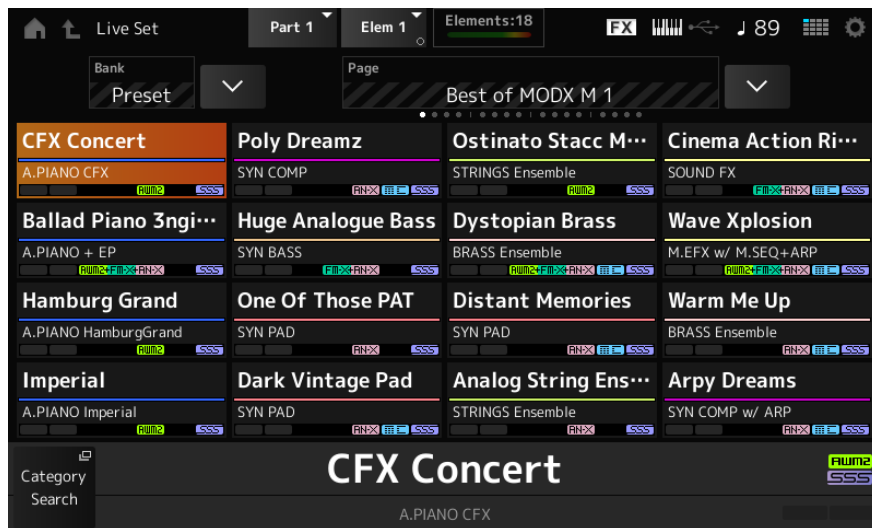 Live Set
Part 1
Elem 1
Elements:18
FX
89
Bank
Preset
Page
Best of MODX M 1
CFX Concert
A.PIANO CFX
AWM2 SSS
Poly Dreamz
SYN COMP
AN-X SSS
Ostinato Stacc M···
STRINGS Ensemble
AWM2 SSS
Cinema Action Ri···
SOUND FX
FM-X+AN-X SSS
Ballad Piano 3ngi···
A.PIANO + EP
AWM2+FM-X+AN-X SSS
Huge Analogue Bass
SYN BASS
FM-X+AN-X SSS
Dystopian Brass
BRASS Ensemble
AWM2+FM-X+AN-X SSS
Wave Xplosion
M.EFX w/ M.SEQ+ARP
AWM2+FM-X+AN-X SSS
Hamburg Grand
A.PIANO HamburgGrand
AWM2 SSS
One Of Those PAT
SYN PAD
AN-X SSS
Distant Memories
SYN PAD
AN-X SSS
Warm Me Up
BRASS Ensemble
AN-X SSS
Imperial
A.PIANO Imperial
AWM2 SSS
Dark Vintage Pad
SYN PAD
AN-X SSS
Analog String Ens···
STRINGS Ensemble
AN-X SSS
Arpy Dreams
SYN COMP w/ ARP
AN-X SSS
Category
Search
CFX Concert
A.PIANO CFX
AWM2
SSS